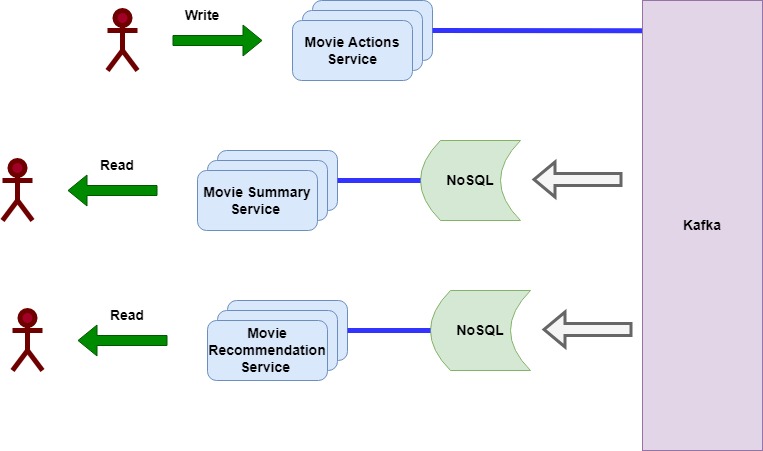 Write
Movie Actions
Service
Read
Movie Summary
Service
NoSQL
Kafka
Read
Movie
Recommendation
Service
NoSQL